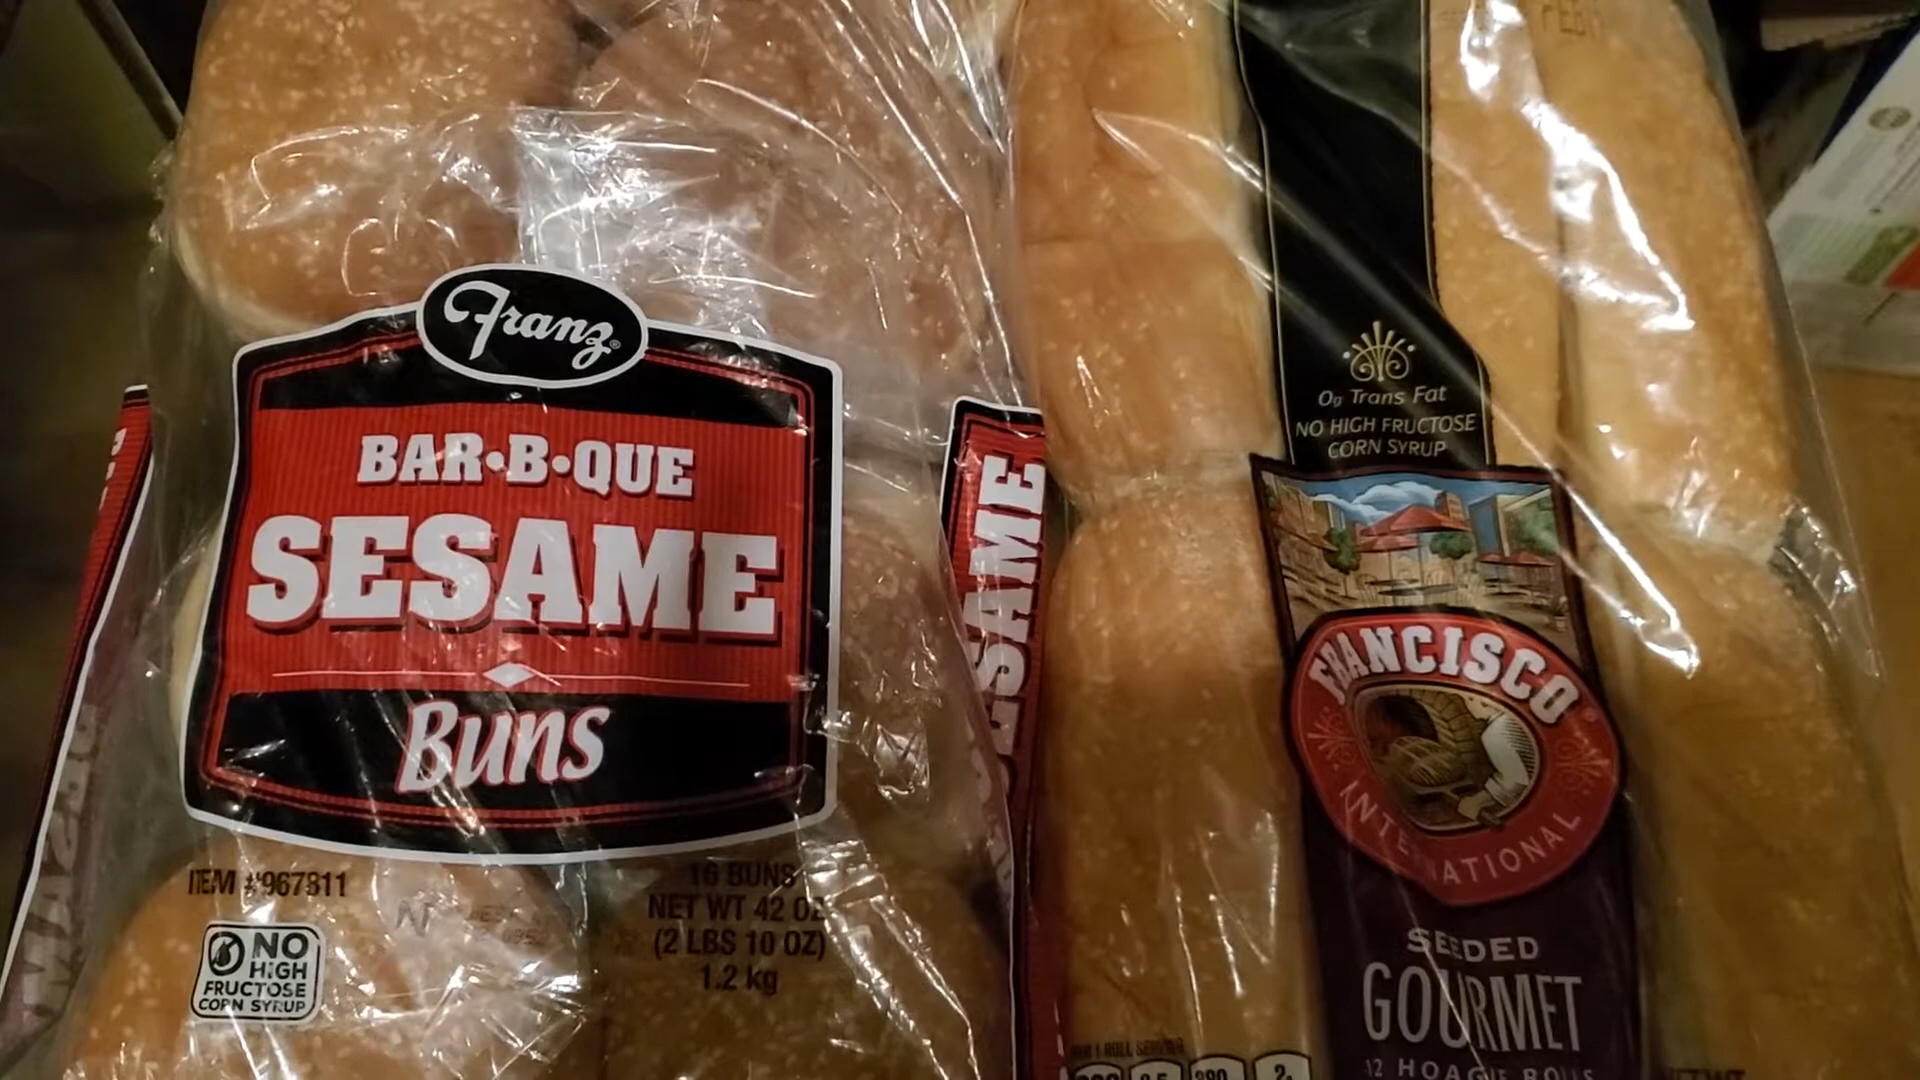 Franz®
BAR•B•QUE
SESAME
Buns
ITEM #967811
NO
HIGH
FRUCTOSE
CORN SYRUP
16 BUNS
NET WT 42 OZ
(2 LBS 10 OZ)
1.2 kg
SESAME
0g Trans Fat
NO HIGH FRUCTOSE
CORN SYRUP
FRANCISCO
INTERNATIONAL
SEEDED
GOURMET
12 HOAGIE ROLLS
NET WT